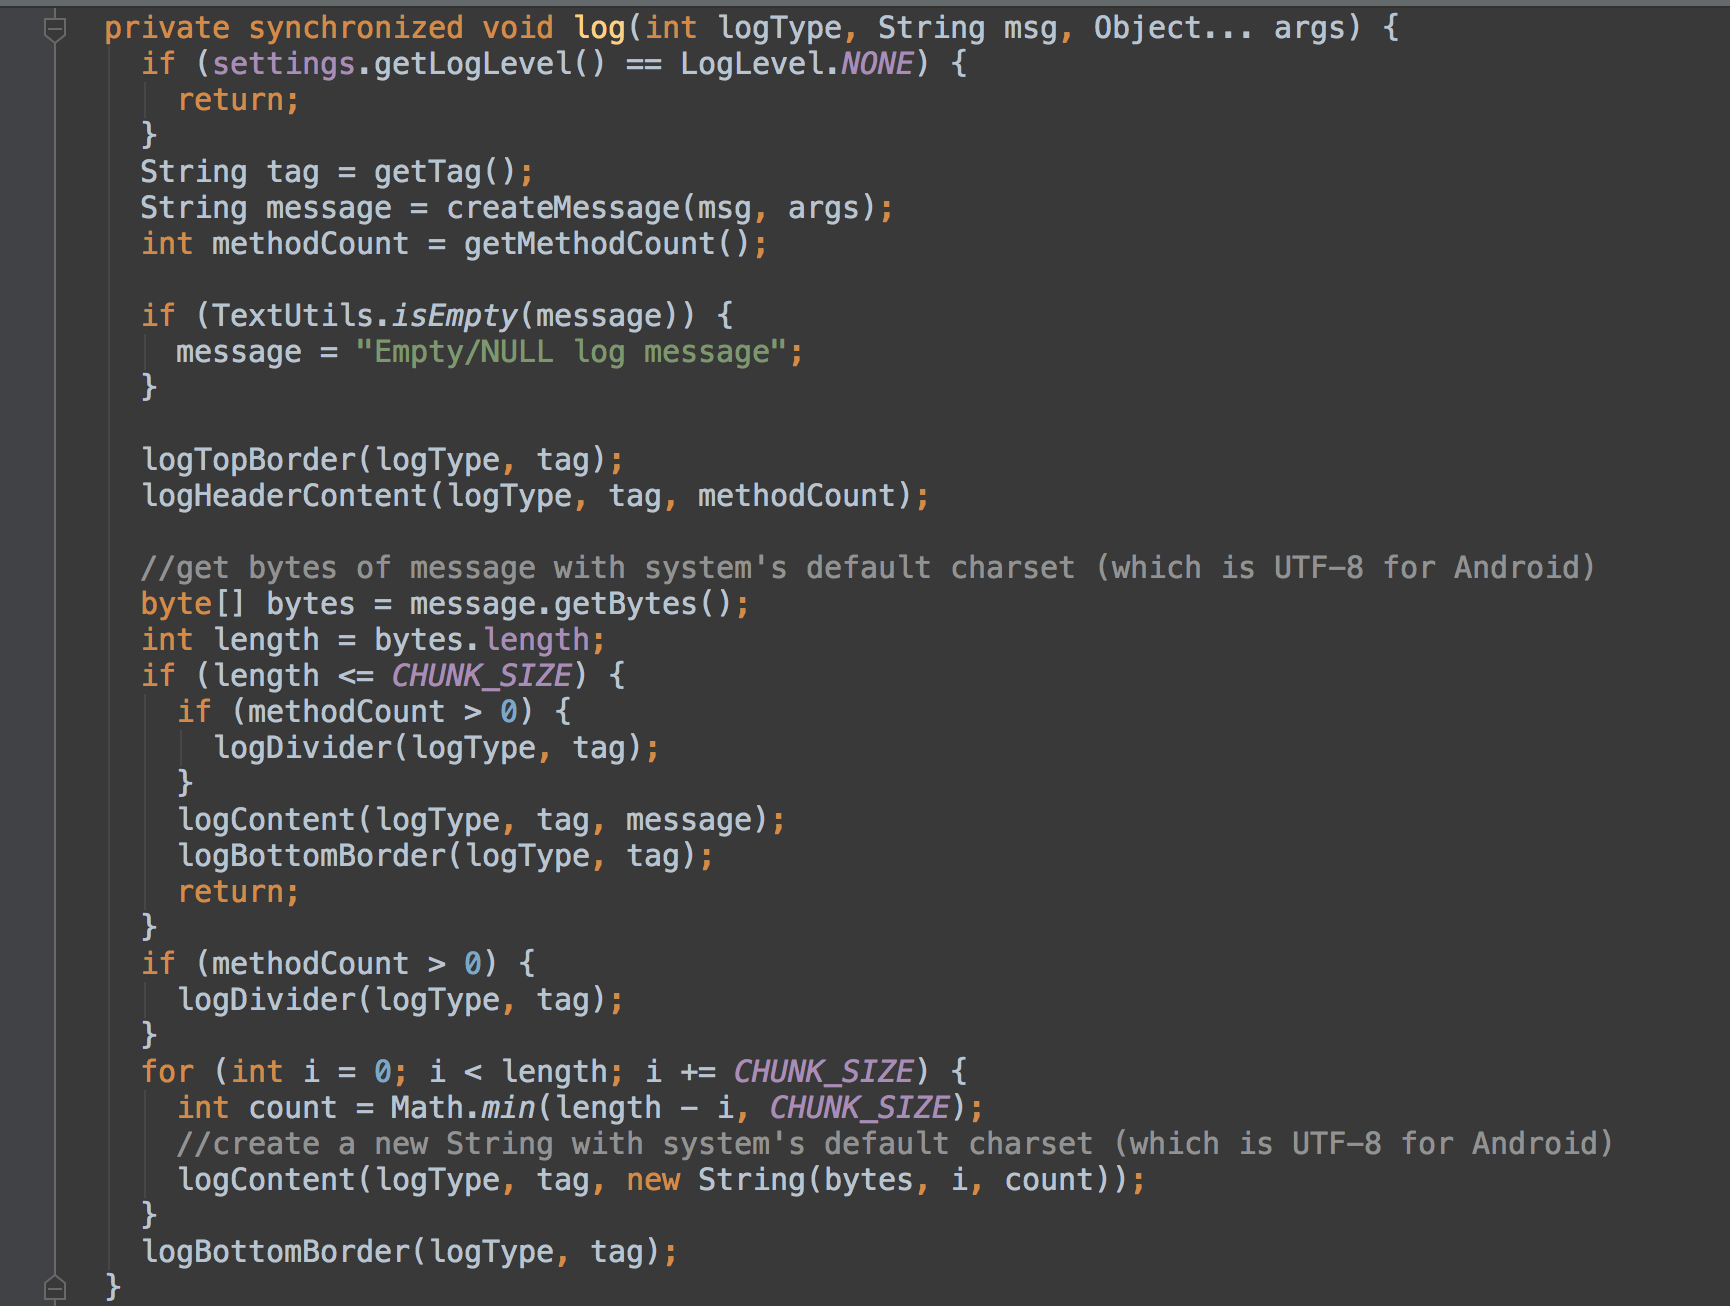 private synchronized void log(int logType, String msg, Object... args) {
  if (settings.getLogLevel() == LogLevel.NONE) {
    return;
  }
  String tag = getTag();
  String message = createMessage(msg, args);
  int methodCount = getMethodCount();

  if (TextUtils.isEmpty(message)) {
    message = "Empty/NULL log message";
  }

  logTopBorder(logType, tag);
  logHeaderContent(logType, tag, methodCount);

  //get bytes of message with system's default charset (which is UTF-8 for Android)
  byte[] bytes = message.getBytes();
  int length = bytes.length;
  if (length <= CHUNK_SIZE) {
    if (methodCount > 0) {
      logDivider(logType, tag);
    }
    logContent(logType, tag, message);
    logBottomBorder(logType, tag);
    return;
  }
  if (methodCount > 0) {
    logDivider(logType, tag);
  }
  for (int i = 0; i < length; i += CHUNK_SIZE) {
    int count = Math.min(length - i, CHUNK_SIZE);
    //create a new String with system's default charset (which is UTF-8 for Android)
    logContent(logType, tag, new String(bytes, i, count));
  }
  logBottomBorder(logType, tag);
}